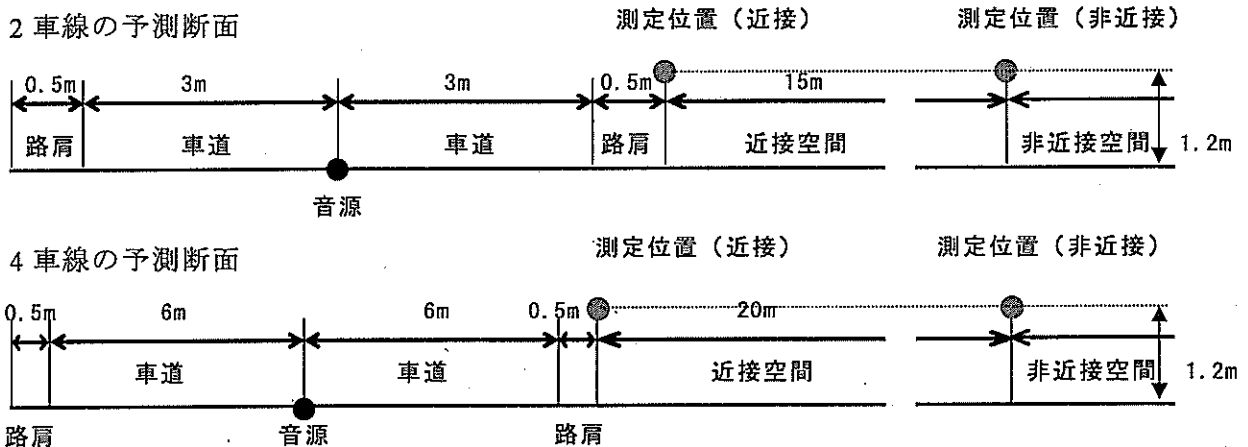 2 車線の予測断面
測定位置（近接）
測定位置（非近接）
0.5m
3m
3m
0.5m
15m
路肩
車道
車道
路肩
近接空間
非近接空間
1.2m
音源
4 車線の予測断面
測定位置（近接）
測定位置（非近接）
0.5m
6m
6m
0.5m
20m
車道
車道
近接空間
非近接空間
1.2m
路肩
音源
路肩